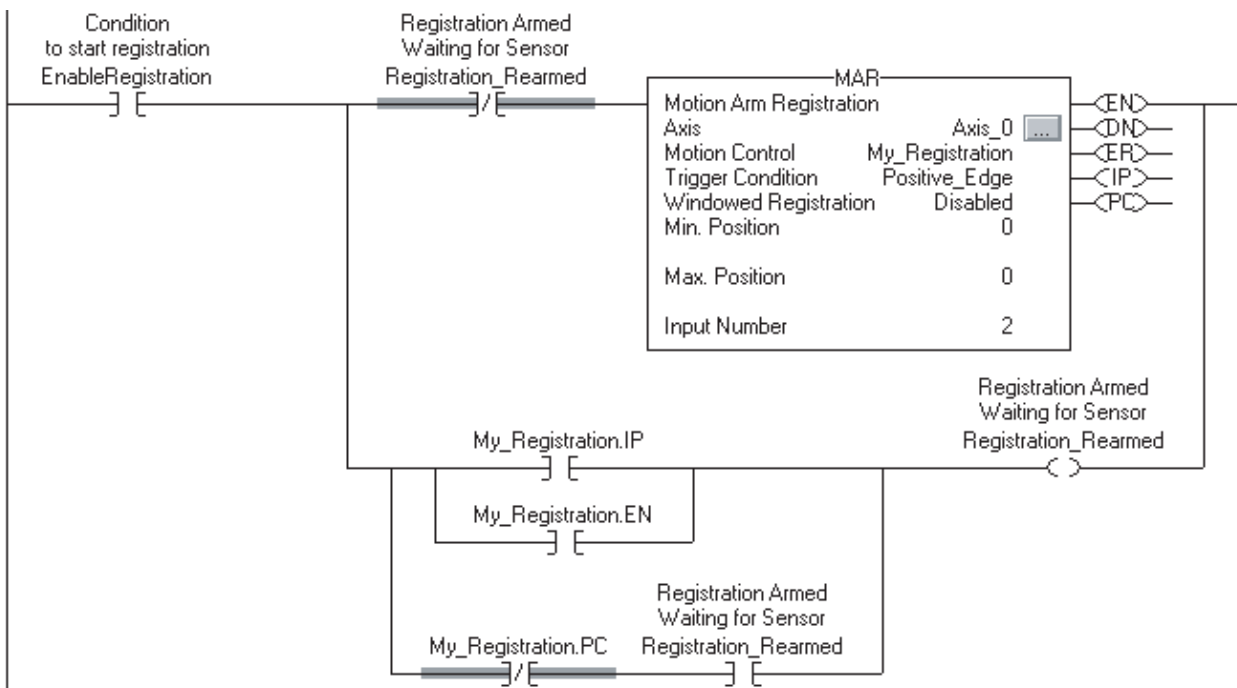 Condition
to start registration
EnableRegistration
Registration Armed
Waiting for Sensor
Registration_Rearmed
MAR
Motion Arm Registration
Axis Axis_0 ...
Motion Control My_Registration
Trigger Condition Positive_Edge
Windowed Registration Disabled
Min. Position 0
Max. Position 0
Input Number 2
EN
DN
ER
IP
PC
Registration Armed
Waiting for Sensor
Registration_Rearmed
My_Registration.IP
My_Registration.EN
Registration Armed
Waiting for Sensor
My_Registration.PC Registration_Rearmed